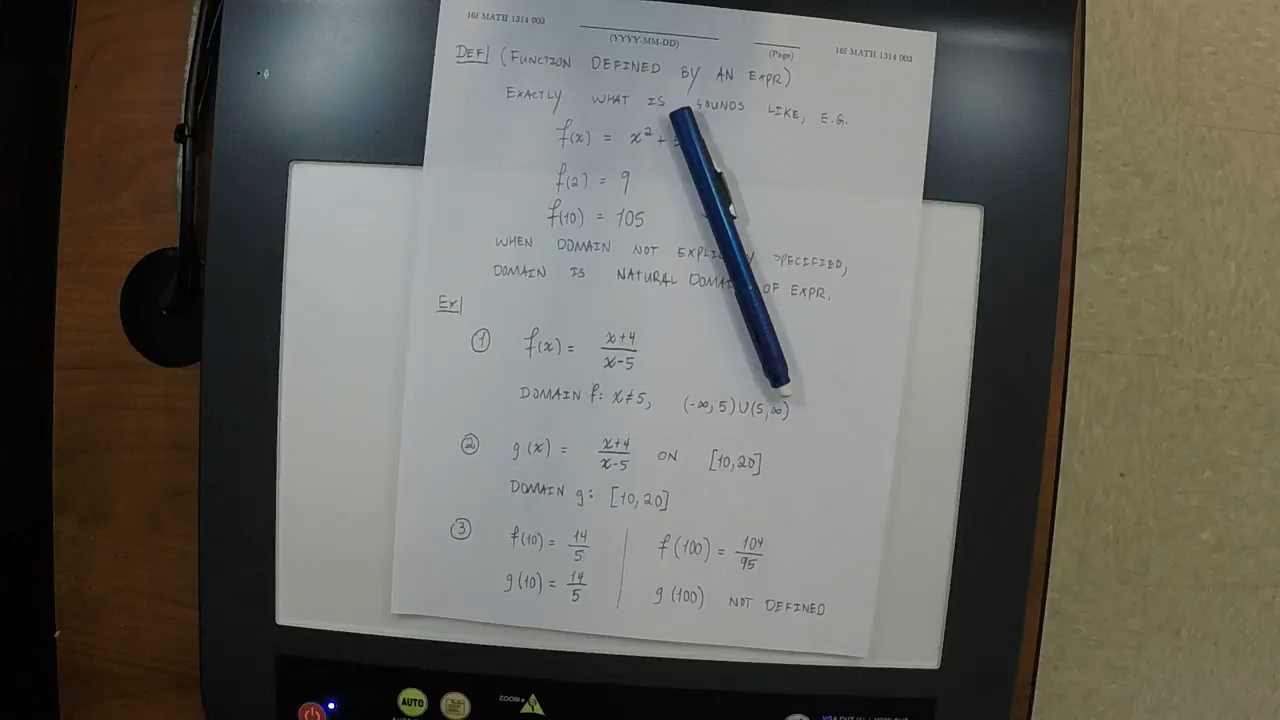 16f MATH 1314 003
(YYYY-MM-DD)
(Page)
16f MATH 1314 003
DEF (FUNCTION DEFINED BY AN EXPR)
EXACTLY WHAT IS SOUNDS LIKE, E.G.
f(x) = x² +
f(2) = 9
f(10) = 105
WHEN DOMAIN NOT SPECIFIED,
DOMAIN IS NATURAL OF EXPR.
Ex
① f(x) = x+4 / x-5
DOMAIN f: x≠5, (-∞, 5)∪(5, ∞)
② g(x) = x+4 / x-5 ON [10,20]
DOMAIN g: [10,20]
③ f(10) = 14/5 | f(100) = 104/95
g(10) = 14/5 | g(100) NOT DEFINED
AUTO
ZOOM
AUTO